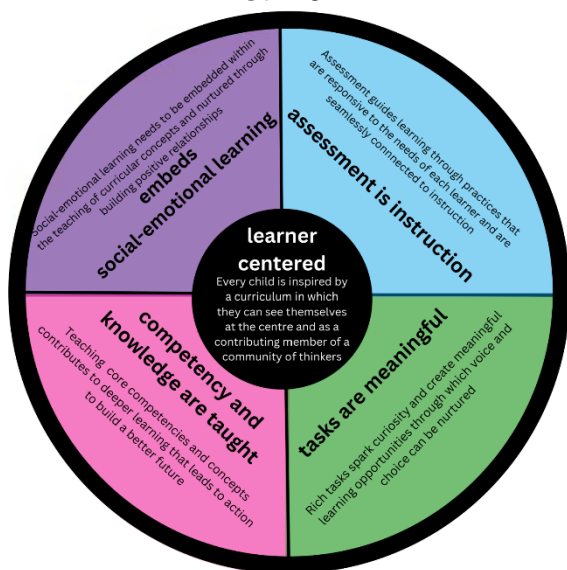 Social-emotional learning needs to be embedded within
the teaching of curricular concepts and nurtured through
building positive relationships
embeds
social-emotional learning
Assessment guides learning through practices that
are responsive to the needs of each learner and are
seamlessly connnected to instruction
assessment is instruction
learner
centered
Every child is inspired by
a curriculum in which
they can see themselves
at the centre and as a
contributing member of a
community of thinkers
competency and
knowledge are taught
Teaching core competencies and concepts
contributes to deeper learning that leads to action
to build a better future
tasks are meaningful
Rich tasks spark curiosity and create meaningful
learning opportunities through which voice and
choice can be nurtured